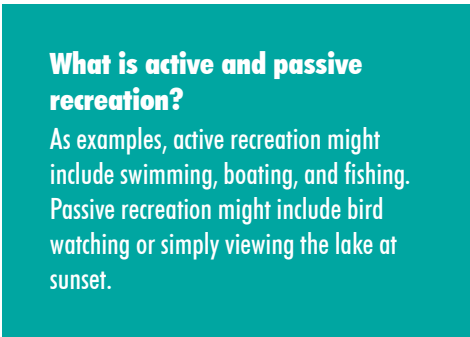 What is active and passive
recreation?
As examples, active recreation might
include swimming, boating, and fishing.
Passive recreation might include bird
watching or simply viewing the lake at
sunset.